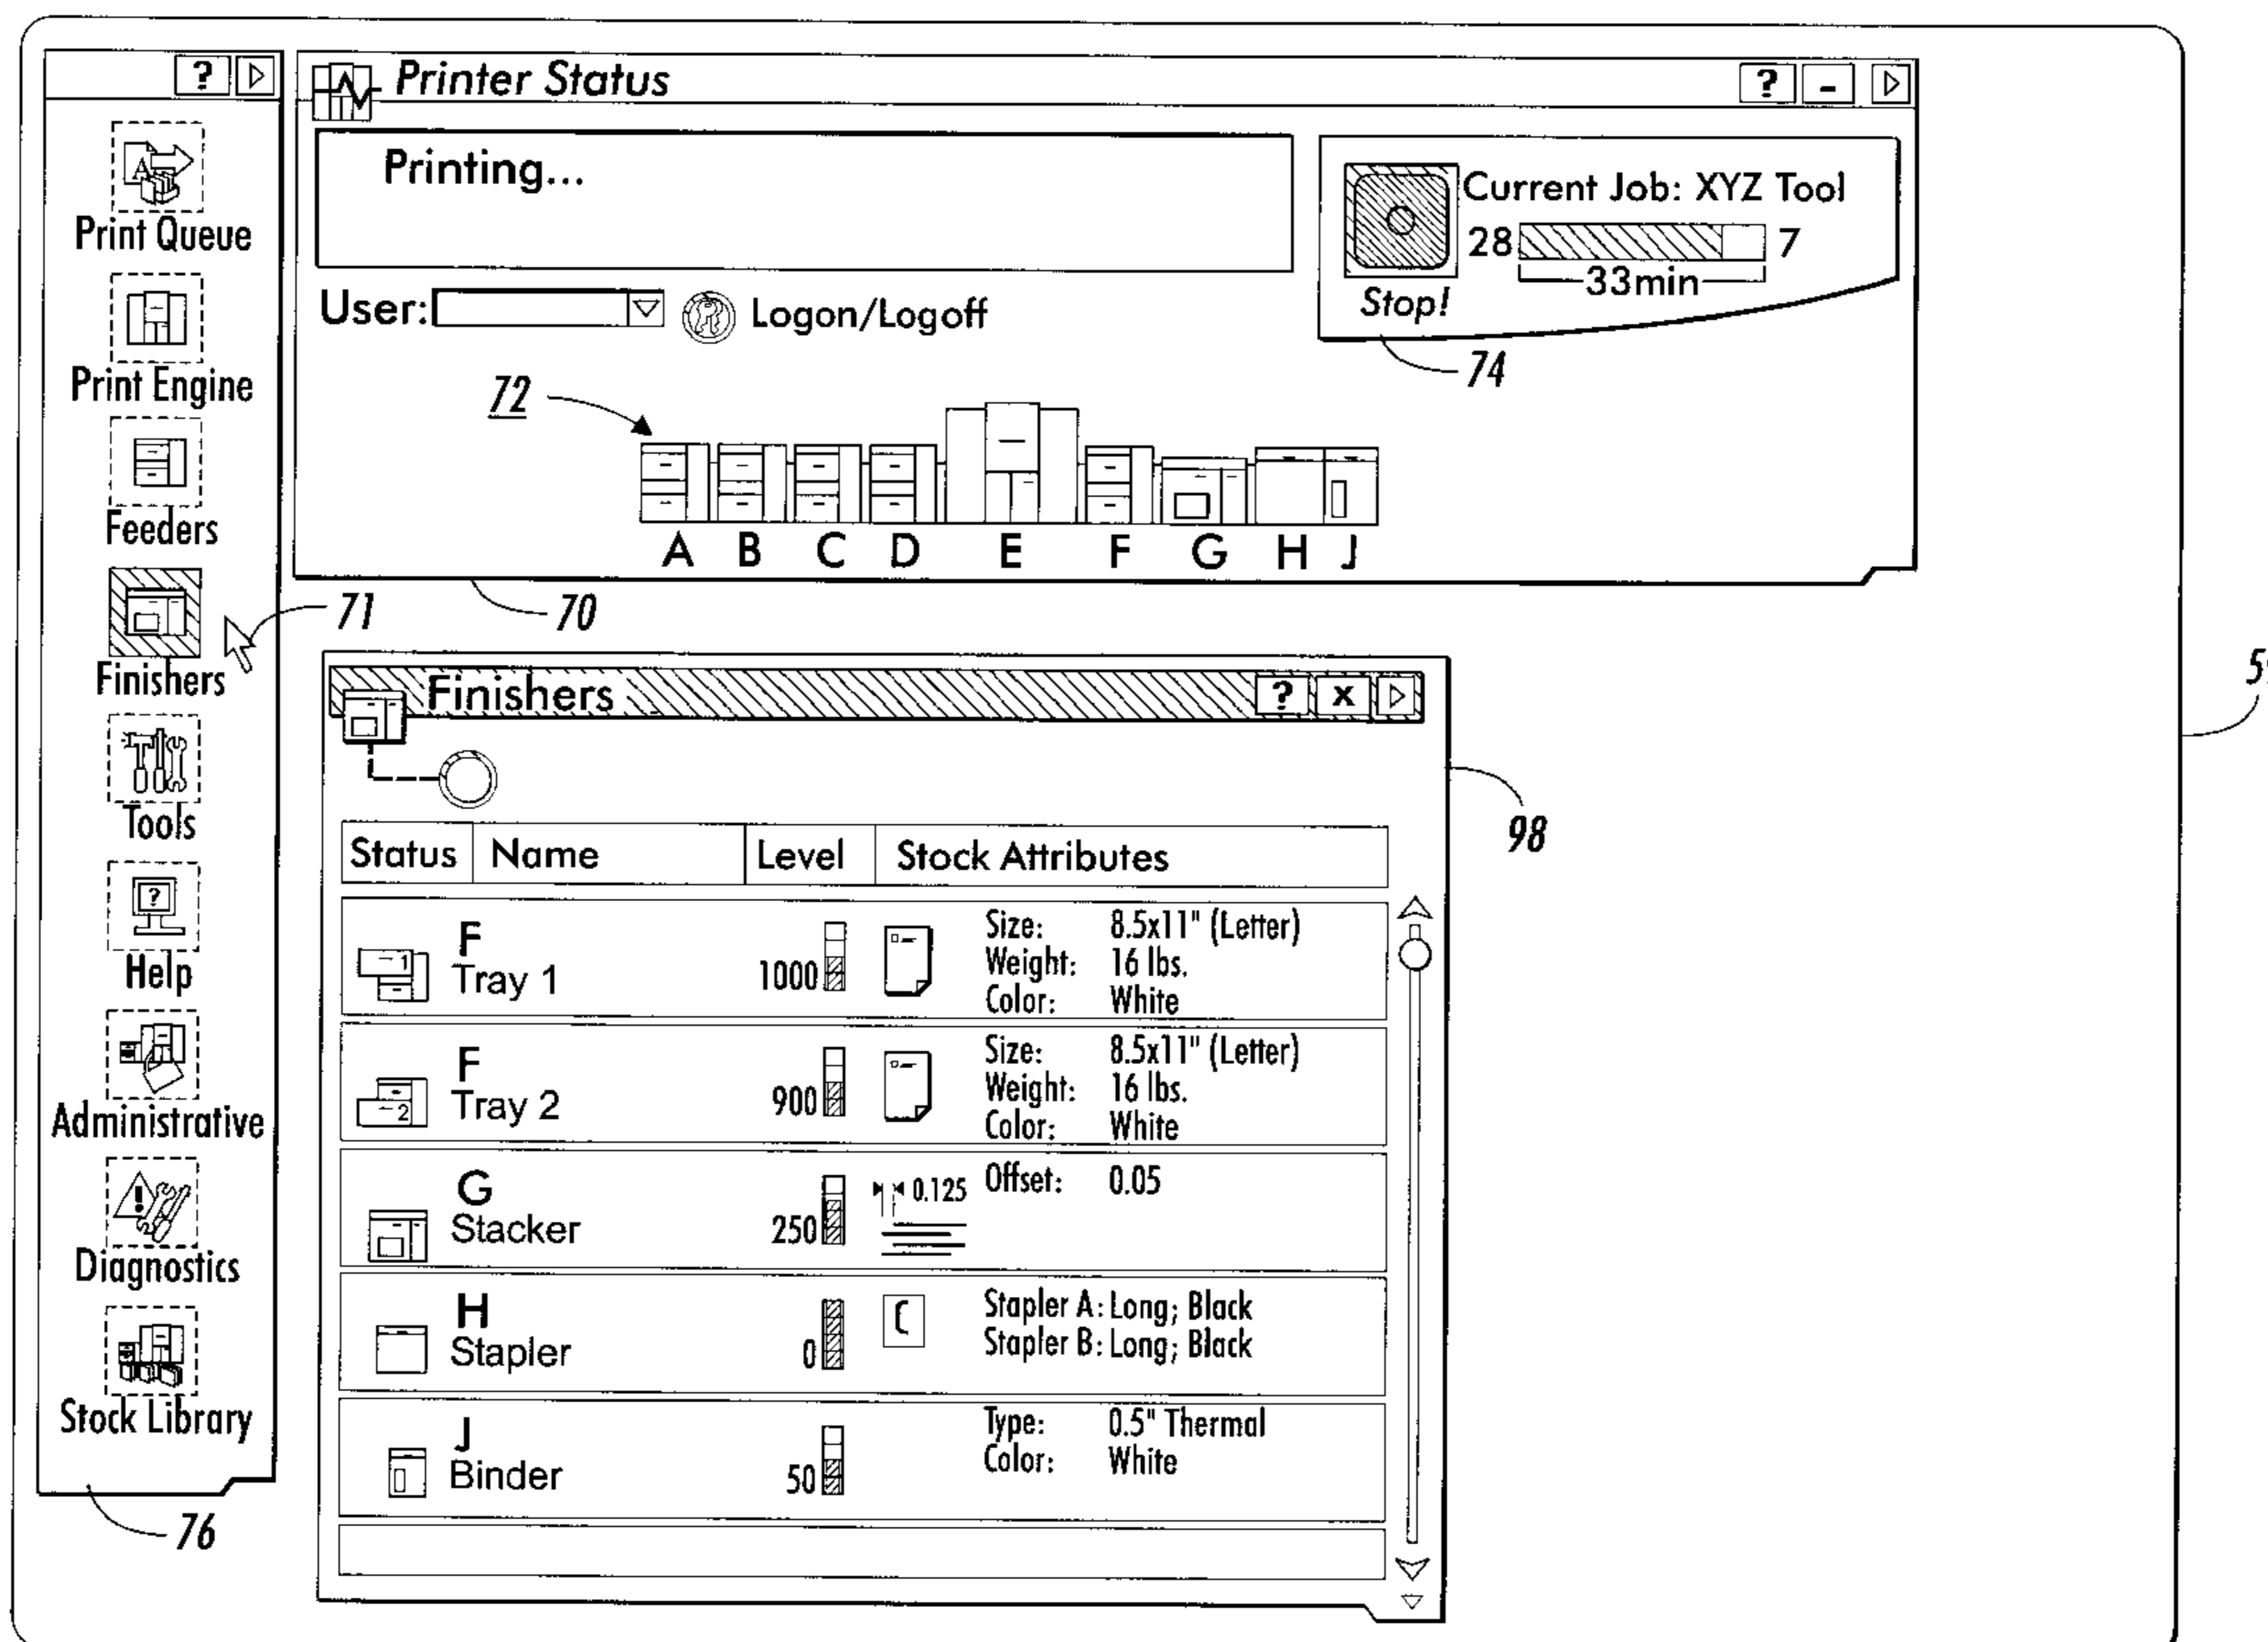 ?
Print Queue
Print Engine
Feeders
Finishers
Tools
?
Help
Administrative
!
Diagnostics
Stock Library
76
71
Printer Status
? -
Printing...
User:
Logon/Logoff
Current Job: XYZ Tool
28 7
33min
Stop!
74
72
A B C D E F G H J
70
Finishers
? x
98
Status Name Level Stock Attributes
F
1
Tray 1
1000
Size: 8.5x11" (Letter)
Weight: 16 lbs.
Color: White
F
2
Tray 2
900
Size: 8.5x11" (Letter)
Weight: 16 lbs.
Color: White
G
Stacker
250
0.125
Offset: 0.05
H
Stapler
0
Stapler A: Long; Black
Stapler B: Long; Black
J
Binder
50
Type: 0.5" Thermal
Color: White